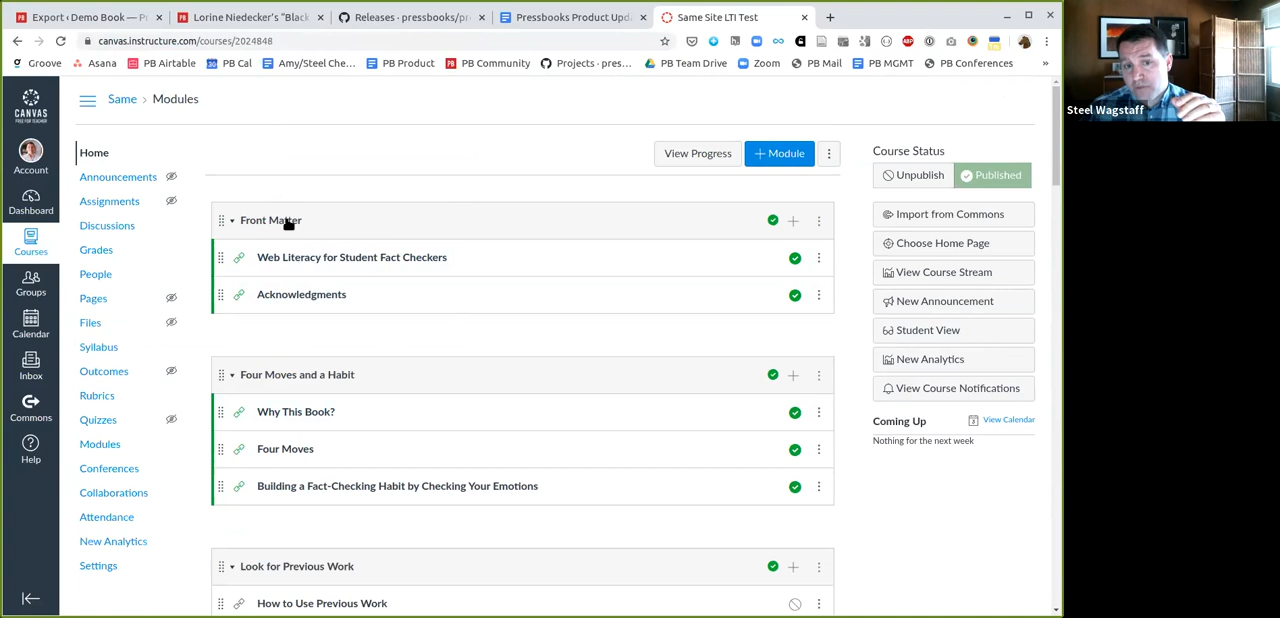 Export ‹ Demo Book — P
Lorine Niedecker's "Black
Releases · pressbooks/pr
Pressbooks Product Upd
Same Site LTI Test
canvas.instructure.com/courses/2024848
Groove
Asana
PB Airtable
PB Cal
Amy/Steel Che...
PB Product
PB Community
Projects · pres...
PB Team Drive
Zoom
PB Mail
PB MGMT
PB Conferences
»
CANVAS
FREE FOR TEACHER
Account
Dashboard
Courses
Groups
Calendar
Inbox
Commons
Help
Same › Modules
Home
Announcements
Assignments
Discussions
Grades
People
Pages
Files
Syllabus
Outcomes
Rubrics
Quizzes
Modules
Conferences
Collaborations
Attendance
New Analytics
Settings
View Progress
+ Module
Front Matter
Web Literacy for Student Fact Checkers
Acknowledgments
Four Moves and a Habit
Why This Book?
Four Moves
Building a Fact-Checking Habit by Checking Your Emotions
Look for Previous Work
How to Use Previous Work
Course Status
Unpublish
Published
Import from Commons
Choose Home Page
View Course Stream
New Announcement
Student View
New Analytics
View Course Notifications
Coming Up
View Calendar
Nothing for the next week
Steel Wagstaff